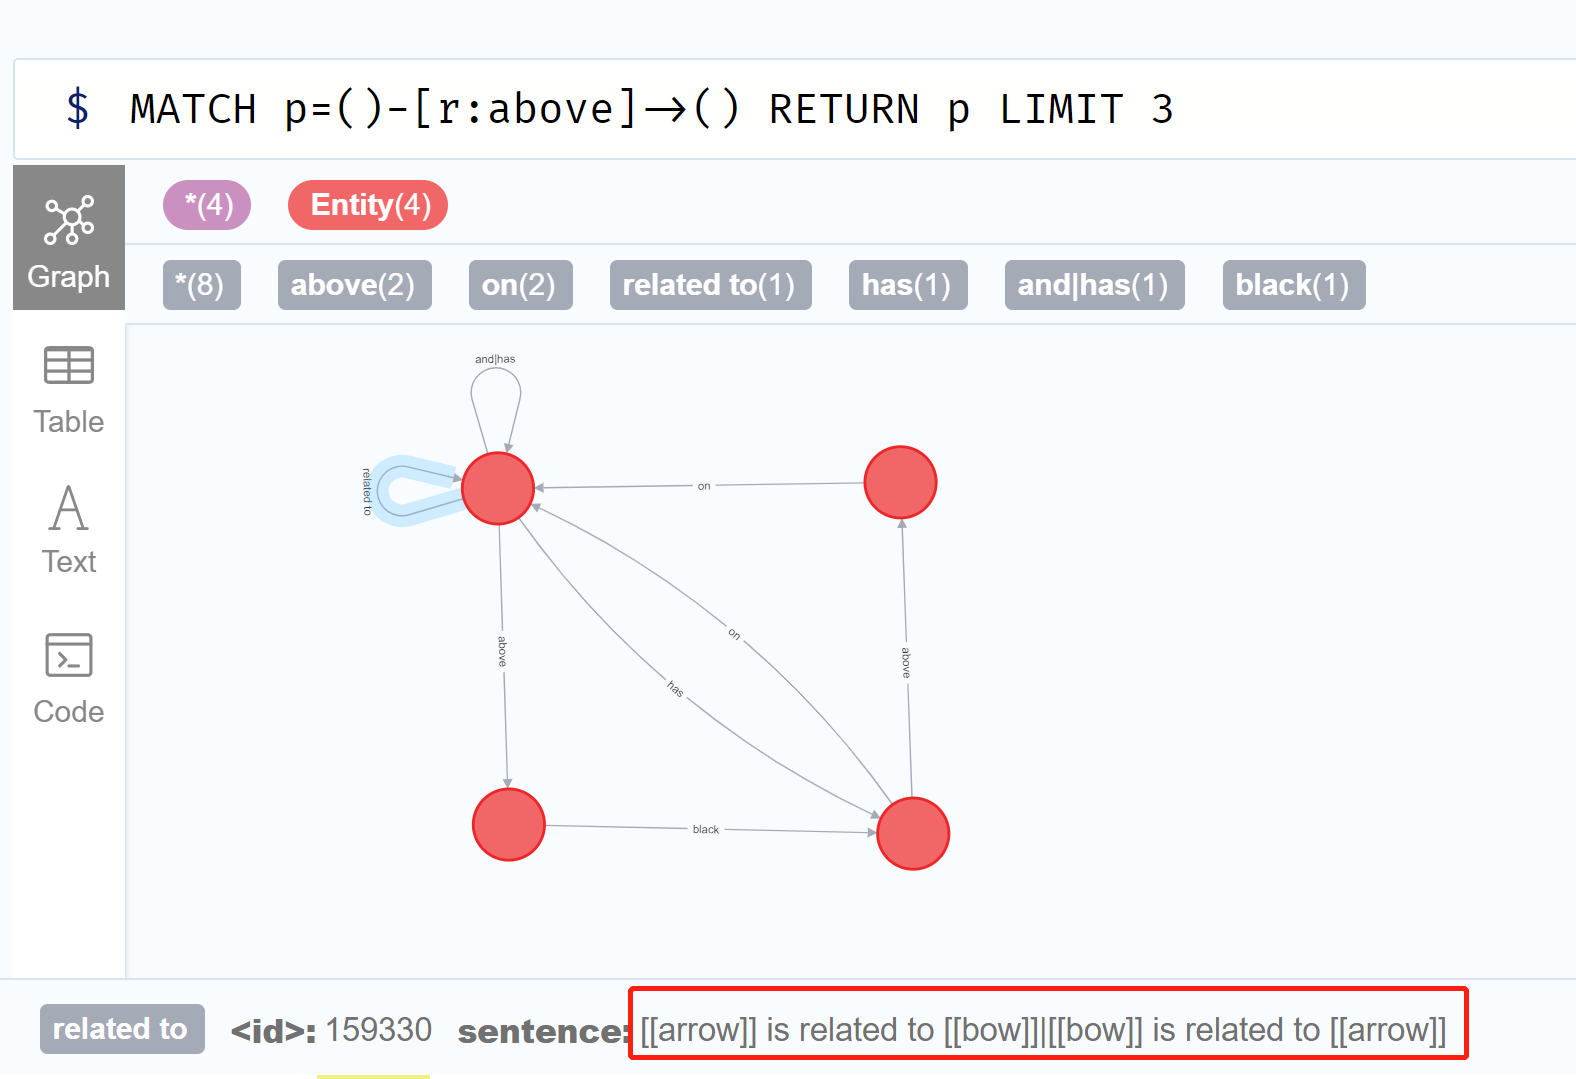 $ MATCH p=()-[r:above]->() RETURN p LIMIT 3
*(4) Entity(4)
Graph
*(8) above(2) on(2) related to(1) has(1) and|has(1) black(1)
and|has
related to
on
Table
Text
above
on
has
above
Code
black
related to <id>: 159330 sentence: [[arrow]] is related to [[bow]]|[[bow]] is related to [[arrow]]